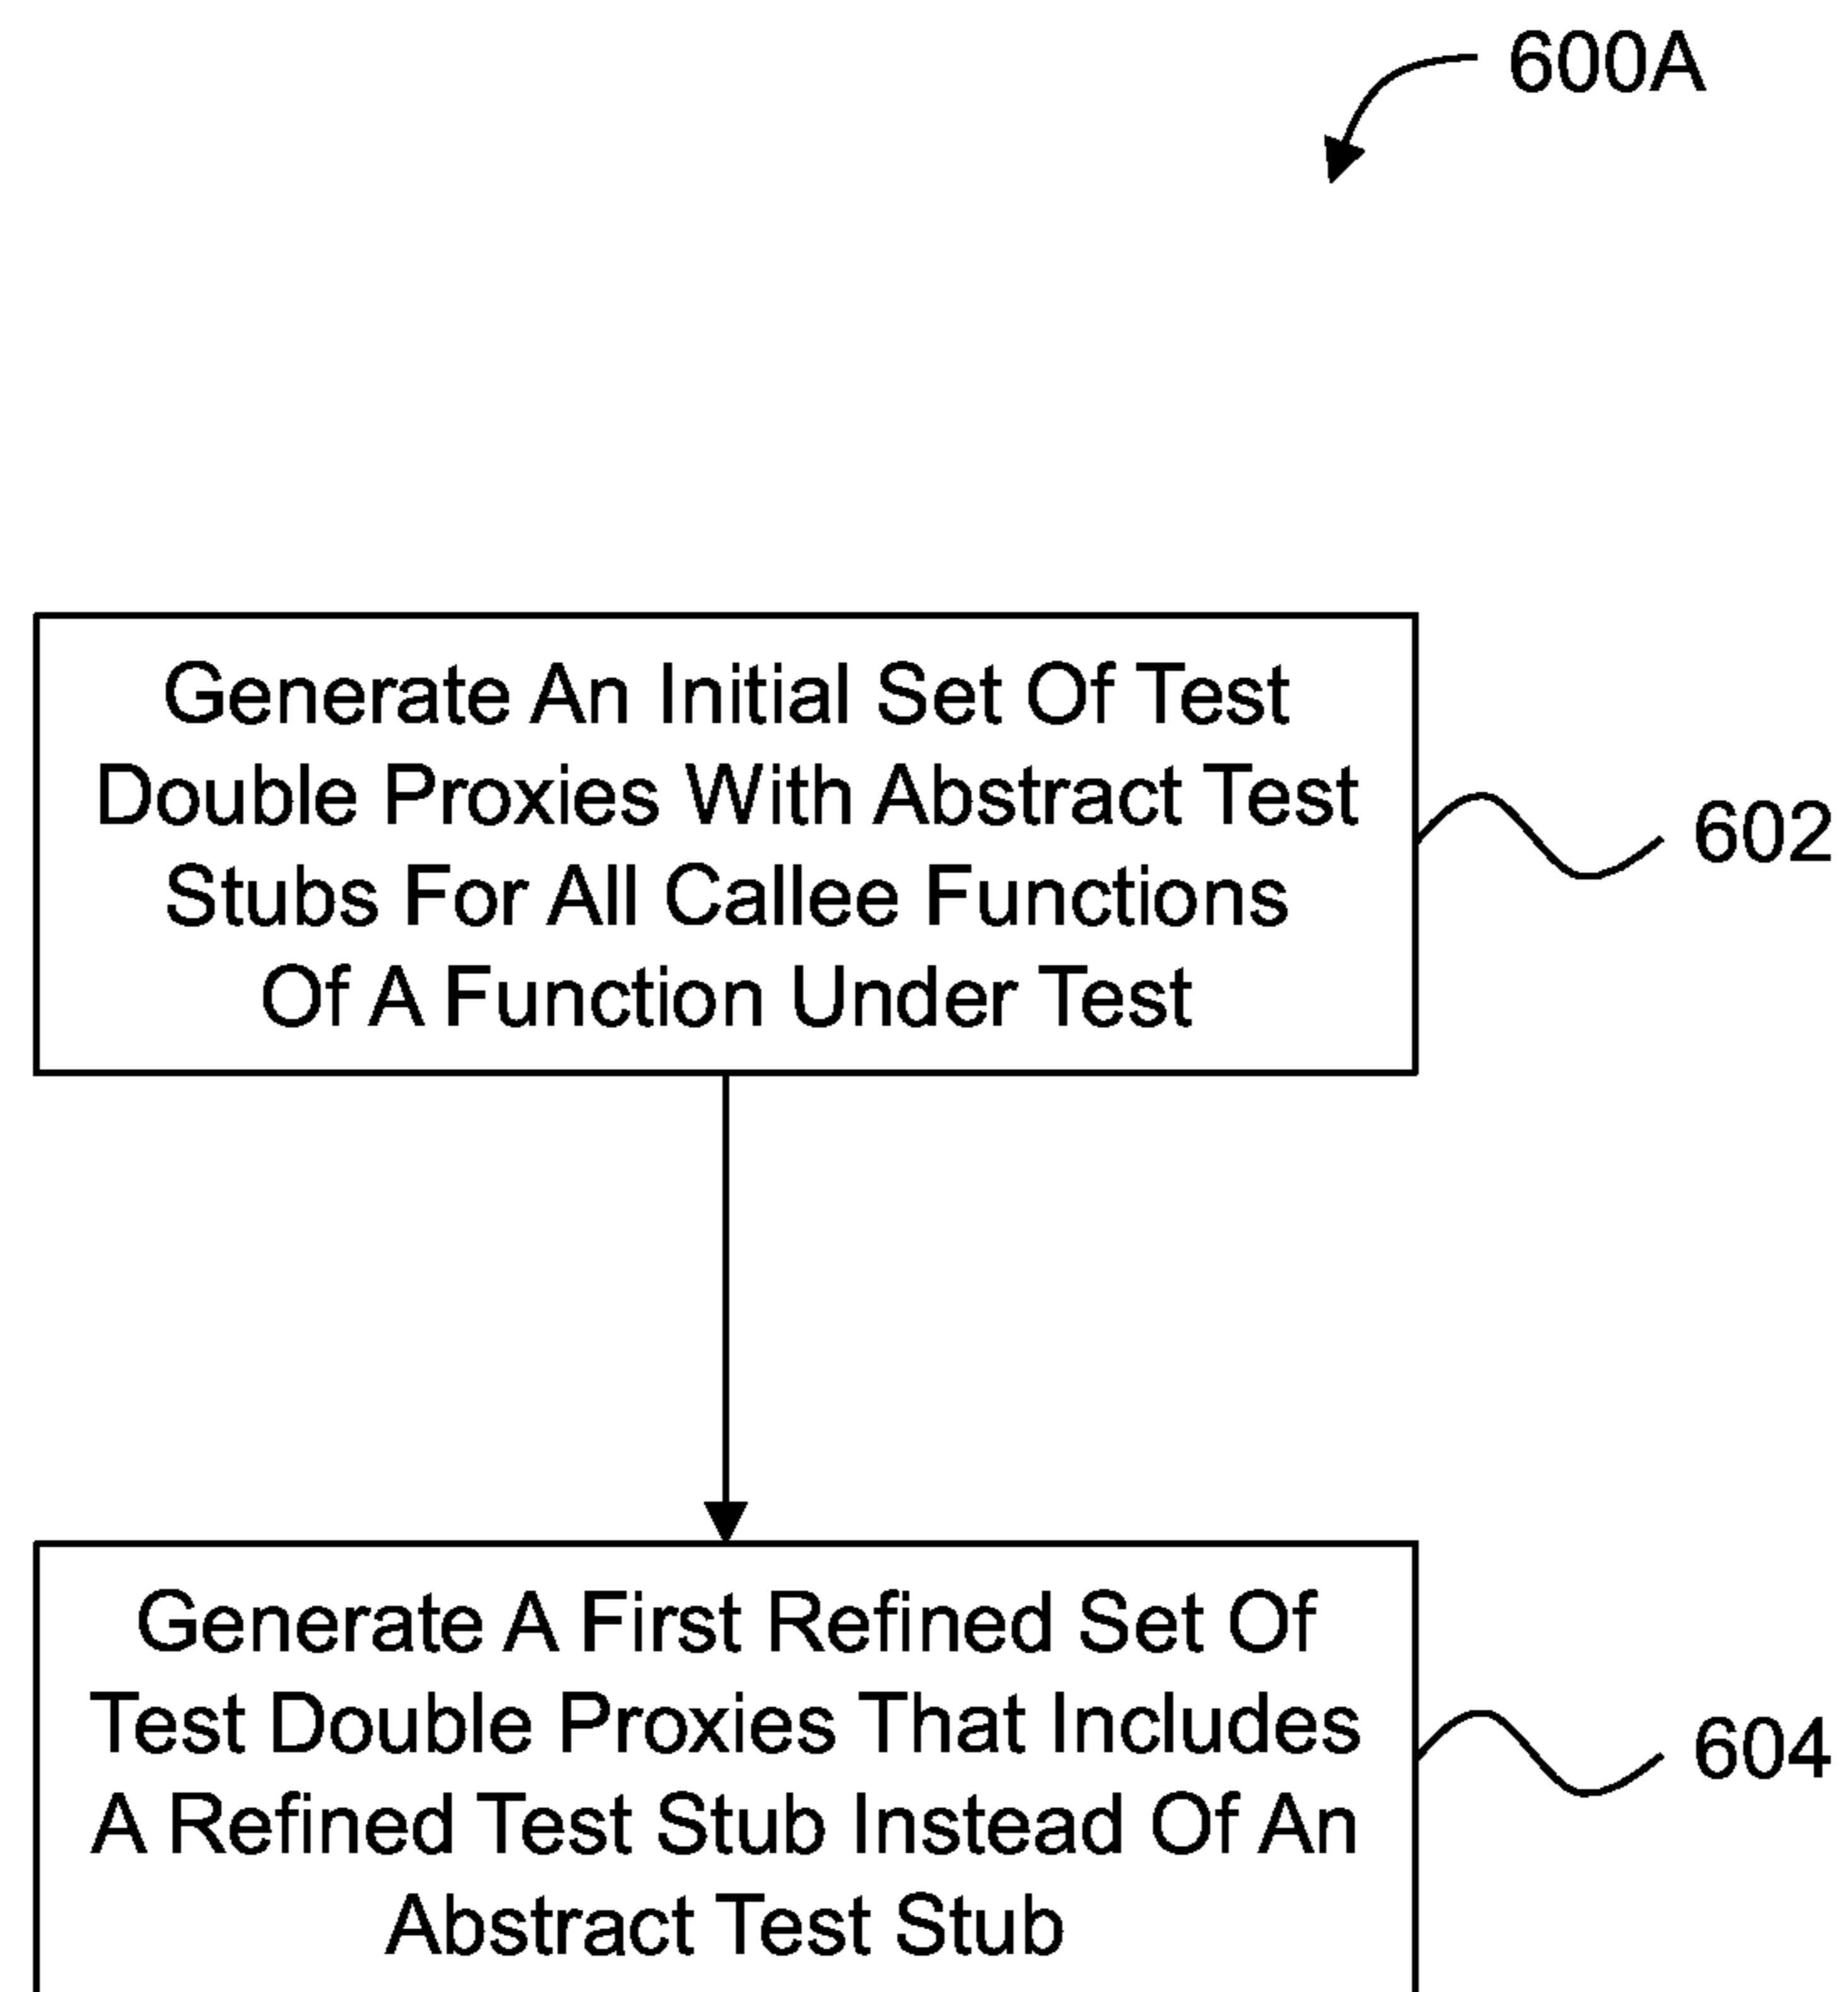 600A
Generate An Initial Set Of Test
Double Proxies With Abstract Test
Stubs For All Callee Functions
Of A Function Under Test
602
Generate A First Refined Set Of
Test Double Proxies That Includes
A Refined Test Stub Instead Of An
Abstract Test Stub
604